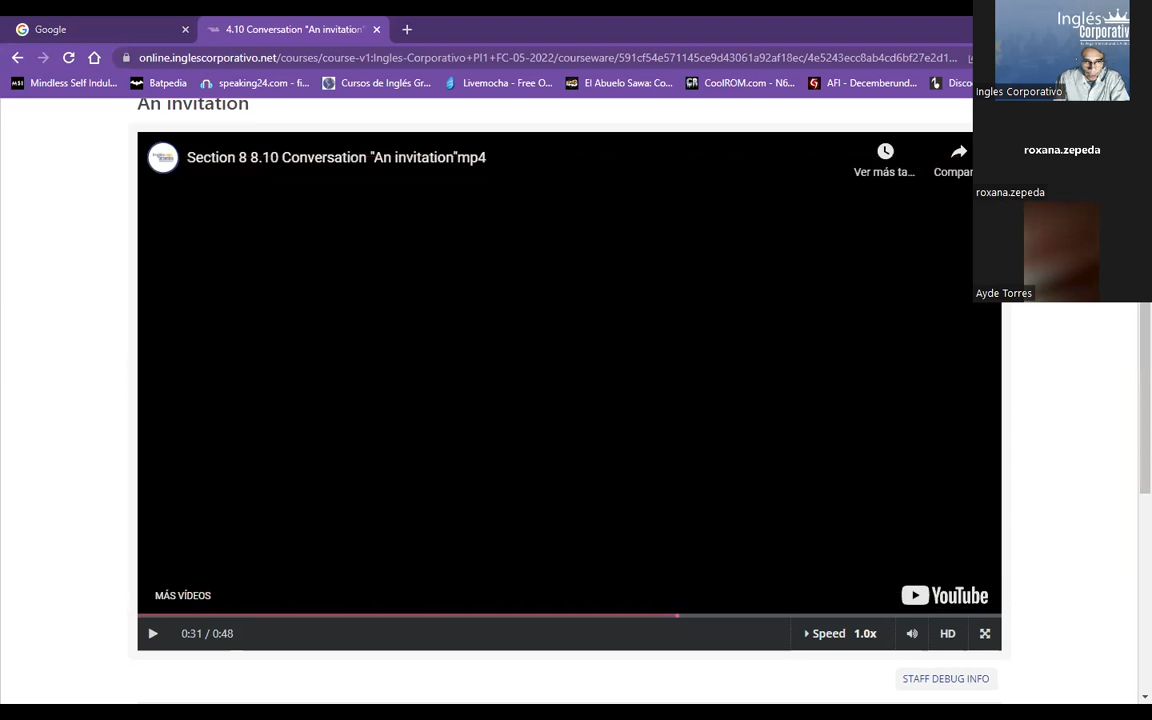 Google
4.10 Conversation "An invitation"
online.inglescorporativo.net/courses/course-v1:Ingles-Corporativo+PI1+FC-05-2022/courseware/591cf54e571145ce9d43061a92af18ec/4e5243ecc8ab4cd6bf27e2d1...
Mindless Self Indul...
Batpedia
speaking24.com - fi...
Cursos de Inglés Gr...
Livemocha - Free O...
El Abuelo Sawa: Co...
CoolROM.com - N6...
AFI - Decemberund...
Disco
Inglés
Corporativo
Ingles Corporativo
roxana.zepeda
roxana.zepeda
Ayde Torres
An invitation
Section 8 8.10 Conversation "An invitation"mp4
Ver más ta...
Compar
MÁS VÍDEOS
YouTube
0:31 / 0:48
Speed 1.0x
HD
STAFF DEBUG INFO